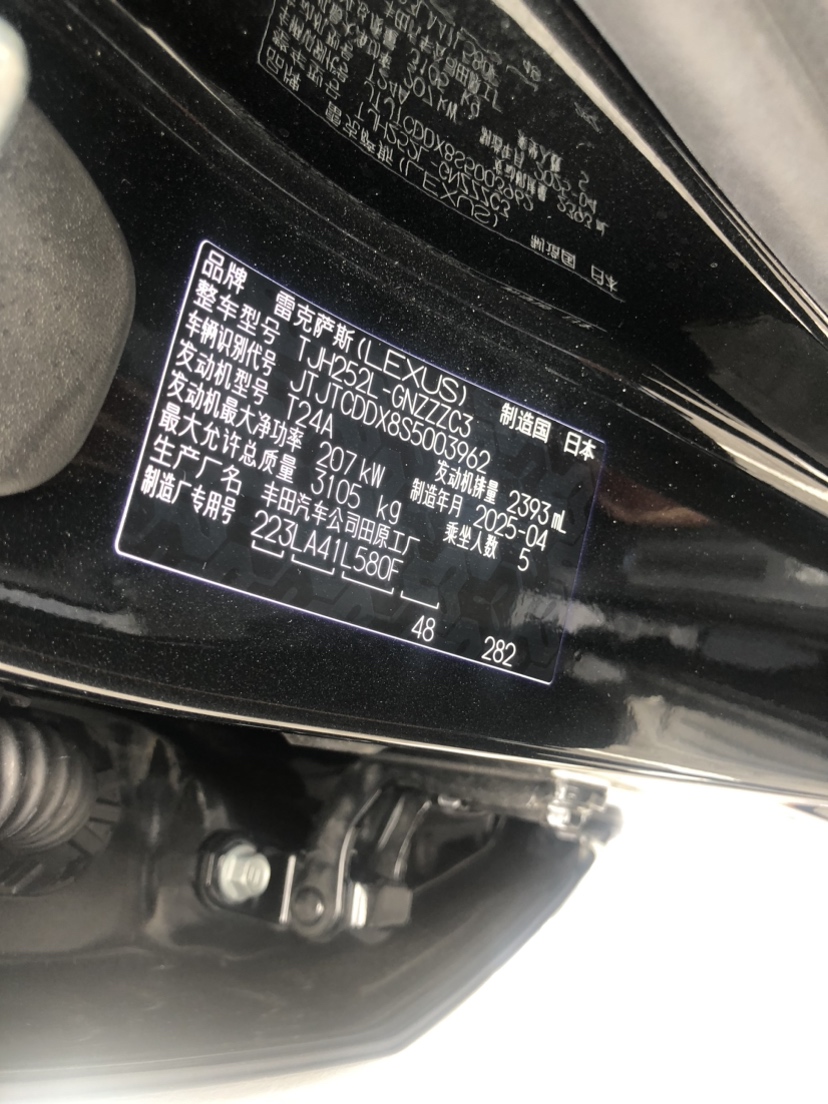 品牌 雷克萨斯(LEXUS) 制造国 日本
整车型号 TJH252L-GNZZZC3
车辆识别代号 JTJTCDDX8S5003962
发动机型号 T24A 发动机排量 2393 mL
发动机最大净功率 207 kW 制造年月 2025-04
最大允许总质量 3105 kg 乘坐人数 5
生产厂名 丰田汽车公司田原工厂
制造厂专用号 223LA41L580F
48 282